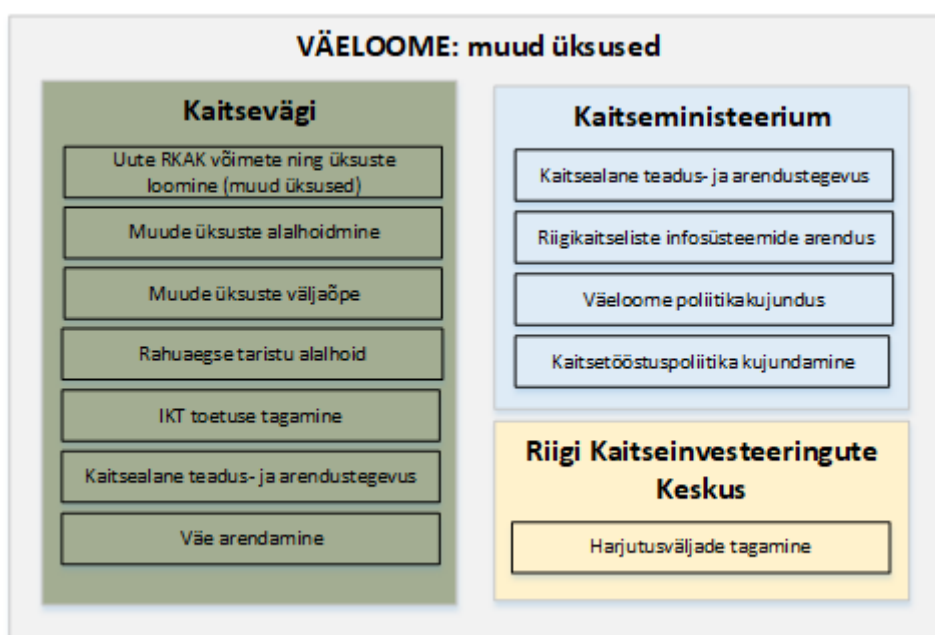 VÄELOOME: muud üksused
Kaitsevägi
Uute RKAK võimete ning üksuste
loomine (muud üksused)
Muude üksuste alalhoidmine
Muude üksuste väljaõpe
Rahuaegse taristu alalhoid
IKT toetuse tagamine
Kaitsealane teadus- ja arendustegevus
Väe arendamine
Kaitseministeerium
Kaitsealane teadus- ja arendustegevus
Riigikaitseliste infosüsteemide arendus
Väeloome poliitikakujundus
Kaitsetööstuspoliitika kujundamine
Riigi Kaitseinvesteeringute
Keskus
Harjutusväljade tagamine